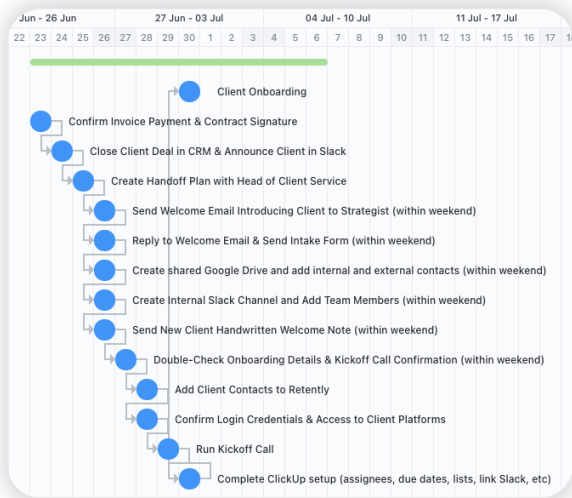 Jun - 26 Jun 27 Jun - 03 Jul 04 Jul - 10 Jul 11 Jul - 17 Jul
22 23 24 25 26 27 28 29 30 1 2 3 4 5 6 7 8 9 10 11 12 13 14 15 16 17 18
Client Onboarding
Confirm Invoice Payment & Contract Signature
Close Client Deal in CRM & Announce Client in Slack
Create Handoff Plan with Head of Client Service
Send Welcome Email Introducing Client to Strategist (within weekend)
Reply to Welcome Email & Send Intake Form (within weekend)
Create shared Google Drive and add internal and external contacts (within weekend)
Create Internal Slack Channel and Add Team Members (within weekend)
Send New Client Handwritten Welcome Note (within weekend)
Double-Check Onboarding Details & Kickoff Call Confirmation (within weekend)
Add Client Contacts to Retently
Confirm Login Credentials & Access to Client Platforms
Run Kickoff Call
Complete ClickUp setup (assignees, due dates, lists, link Slack, etc)